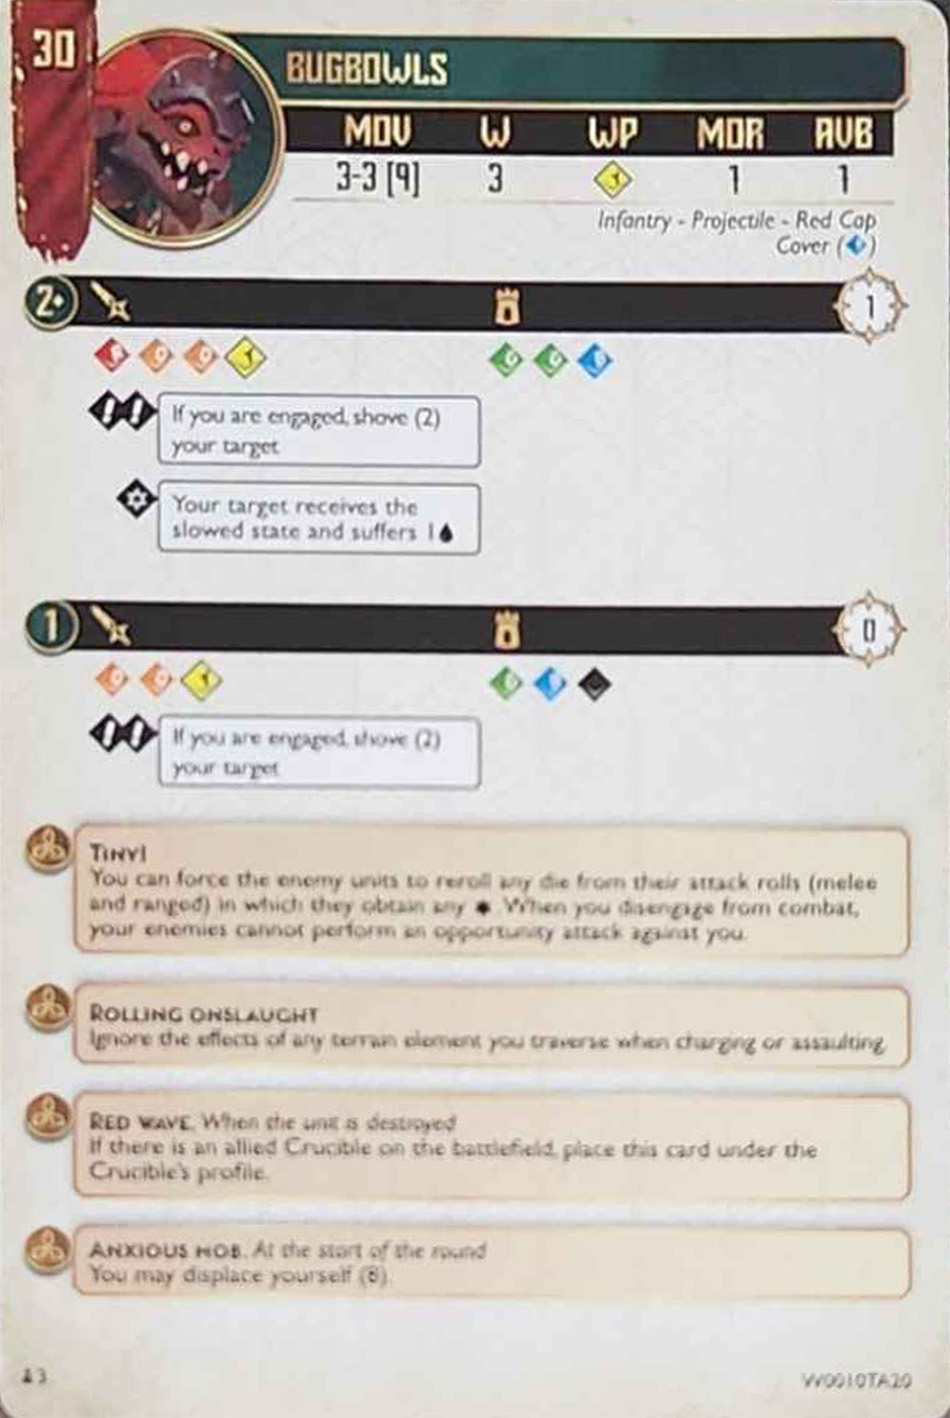 30
BUGBOWLS
MOV W WP MOR AVB
3-3 [9] 3 1 1
Infantry - Projectile - Red Cap
Cover ( )
2+ 1
If you are engaged, shove (2)
your target
Your target receives the
slowed state and suffers 1
1 0
If you are engaged, shove (2)
your target
TINY!
You can force the enemy units to reroll any die from their attack rolls (melee
and ranged) in which they obtain any . When you disengage from combat,
your enemies cannot perform an opportunity attack against you.
ROLLING ONSLAUGHT
Ignore the effects of any terrain element you traverse when charging or assaulting.
RED WAVE. When the unit is destroyed
If there is an allied Crucible on the battlefield, place this card under the
Crucible's profile.
ANXIOUS MOB. At the start of the round
You may displace yourself (8).
3
W0010TA20